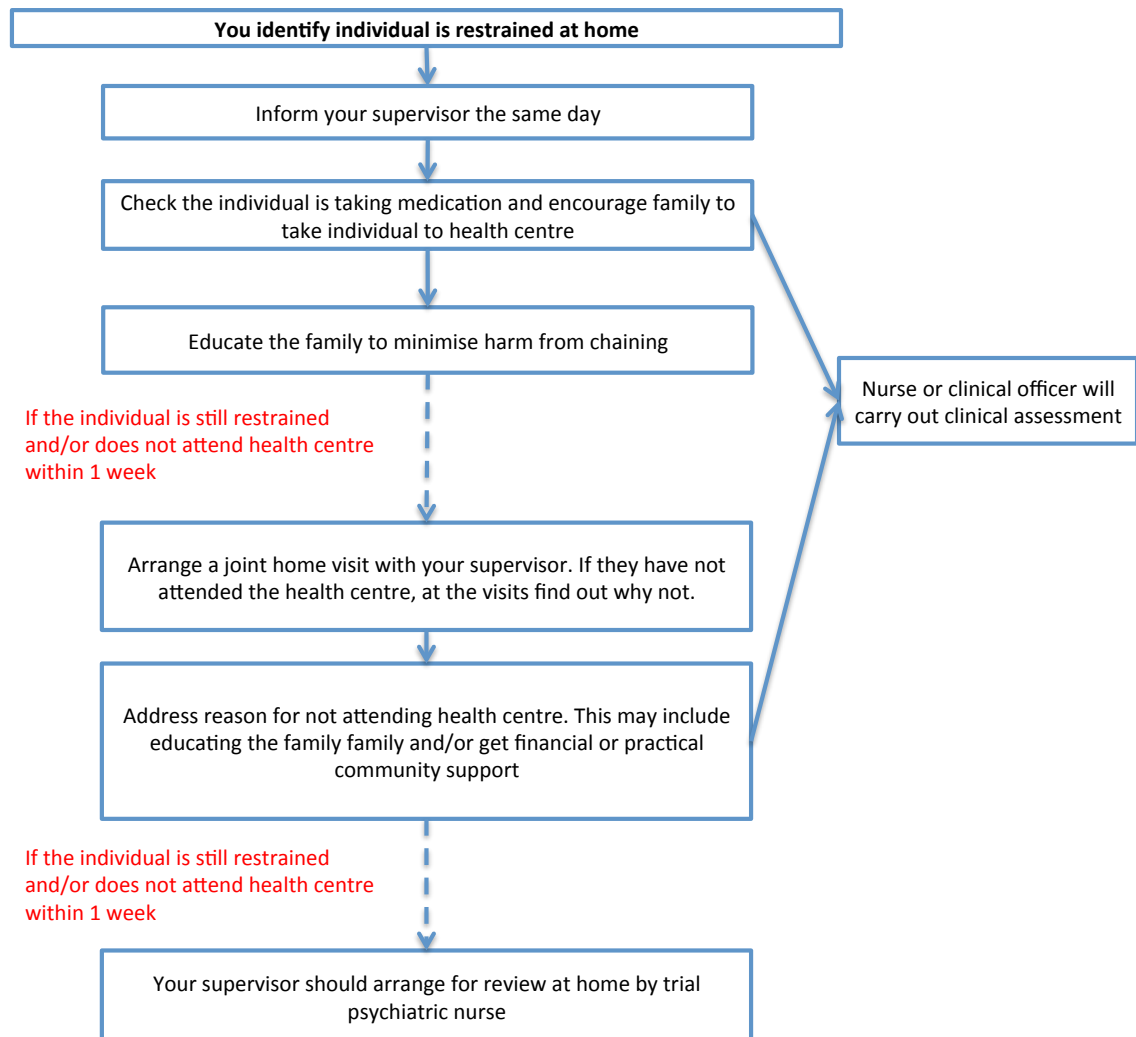 You identify individual is restrained at home
Inform your supervisor the same day
Check the individual is taking medication and encourage family to
take individual to health centre
Educate the family to minimise harm from chaining
Nurse or clinical officer will
carry out clinical assessment
If the individual is still restrained
and/or does not attend health centre
within 1 week
Arrange a joint home visit with your supervisor. If they have not
attended the health centre, at the visits find out why not.
Address reason for not attending health centre. This may include
educating the family family and/or get financial or practical
community support
If the individual is still restrained
and/or does not attend health centre
within 1 week
Your supervisor should arrange for review at home by trial
psychiatric nurse